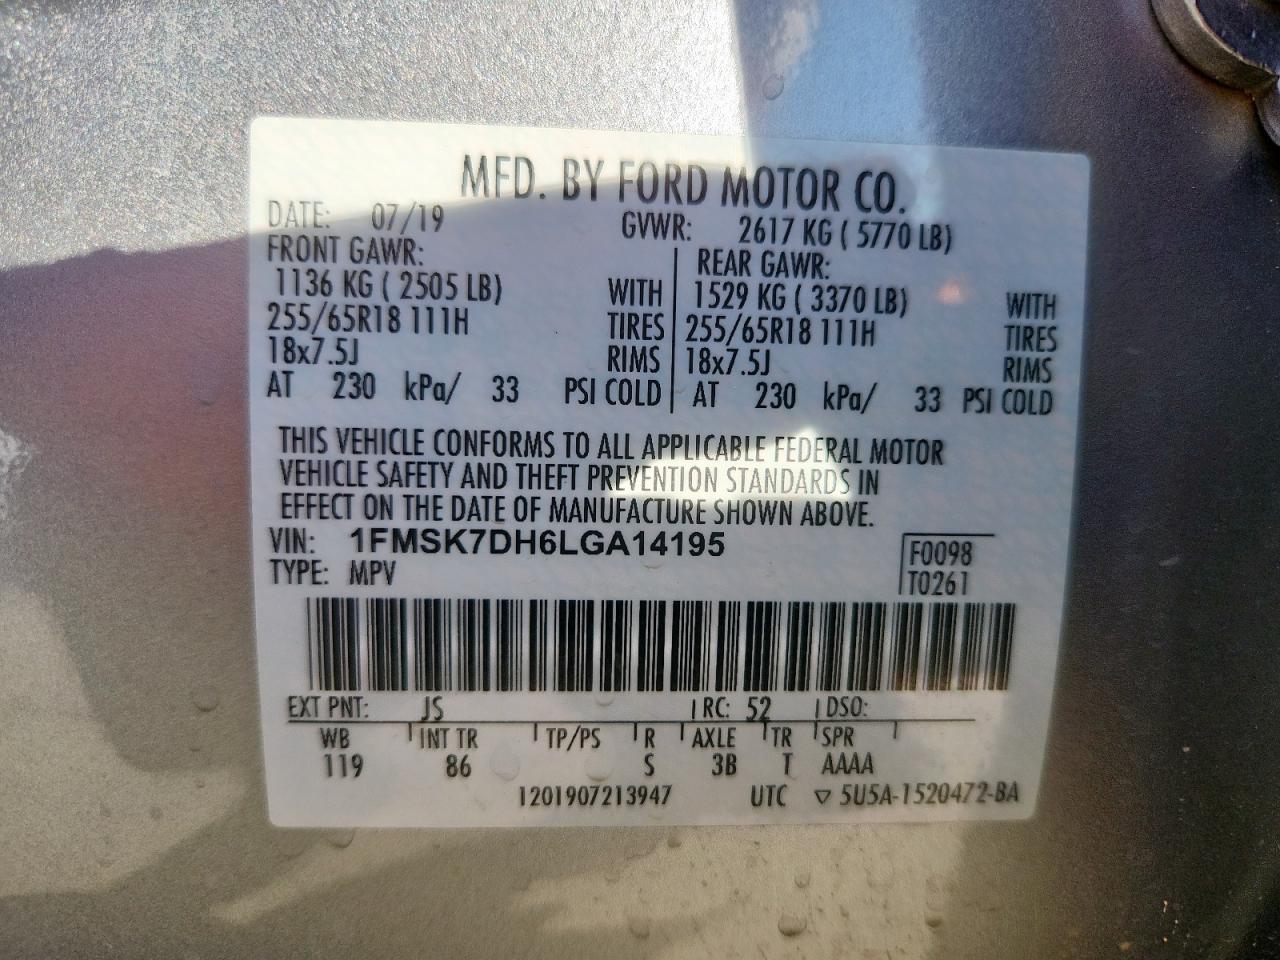 MFD. BY FORD MOTOR CO.
DATE: 07/19 GVWR: 2617 KG ( 5770 LB)
FRONT GAWR: REAR GAWR:
1136 KG ( 2505 LB) WITH 1529 KG ( 3370 LB) WITH
255/65R18 111H TIRES 255/65R18 111H TIRES
18x7.5J RIMS 18x7.5J RIMS
AT 230 kPa/ 33 PSI COLD AT 230 kPa/ 33 PSI COLD
THIS VEHICLE CONFORMS TO ALL APPLICABLE FEDERAL MOTOR
VEHICLE SAFETY AND THEFT PREVENTION STANDARDS IN
EFFECT ON THE DATE OF MANUFACTURE SHOWN ABOVE.
VIN: 1FMSK7DH6LGA14195 F0098
TYPE: MPV T0261
EXT PNT: JS RC: 52 DSO:
WB INT TR TP/PS R AXLE TR SPR
119 86 S 3B T AAAA
1201907213947 UTC ▽ 5U5A-1520472-BA